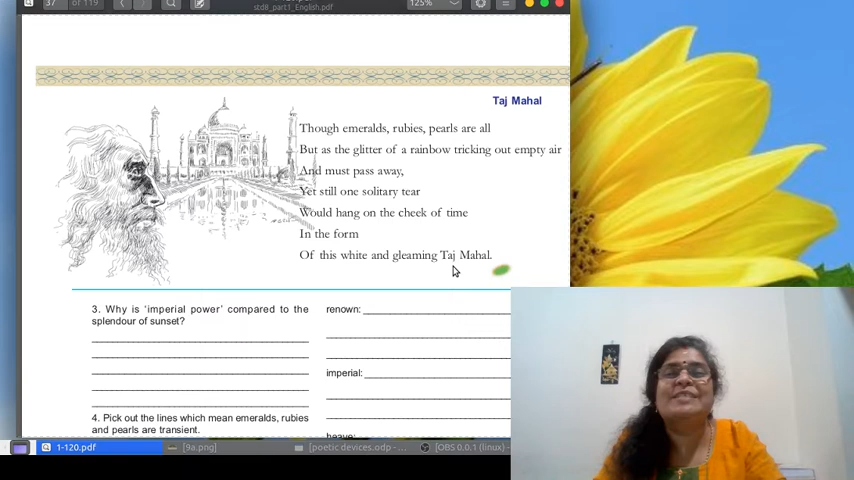 37 of 119
std8_part1_English.pdf
125%
Taj Mahal
Though emeralds, rubies, pearls are all
But as the glitter of a rainbow tricking out empty air
And must pass away,
Yet still one solitary tear
Would hang on the cheek of time
In the form
Of this white and gleaming Taj Mahal.
3. Why is ‘imperial power’ compared to the
splendour of sunset?
4. Pick out the lines which mean emeralds, rubies
and pearls are transient.
renown:
imperial:
heave:
1-120.pdf
[9a.png]
[poetic devices.odp -...
[OBS 0.0.1 (linux) -